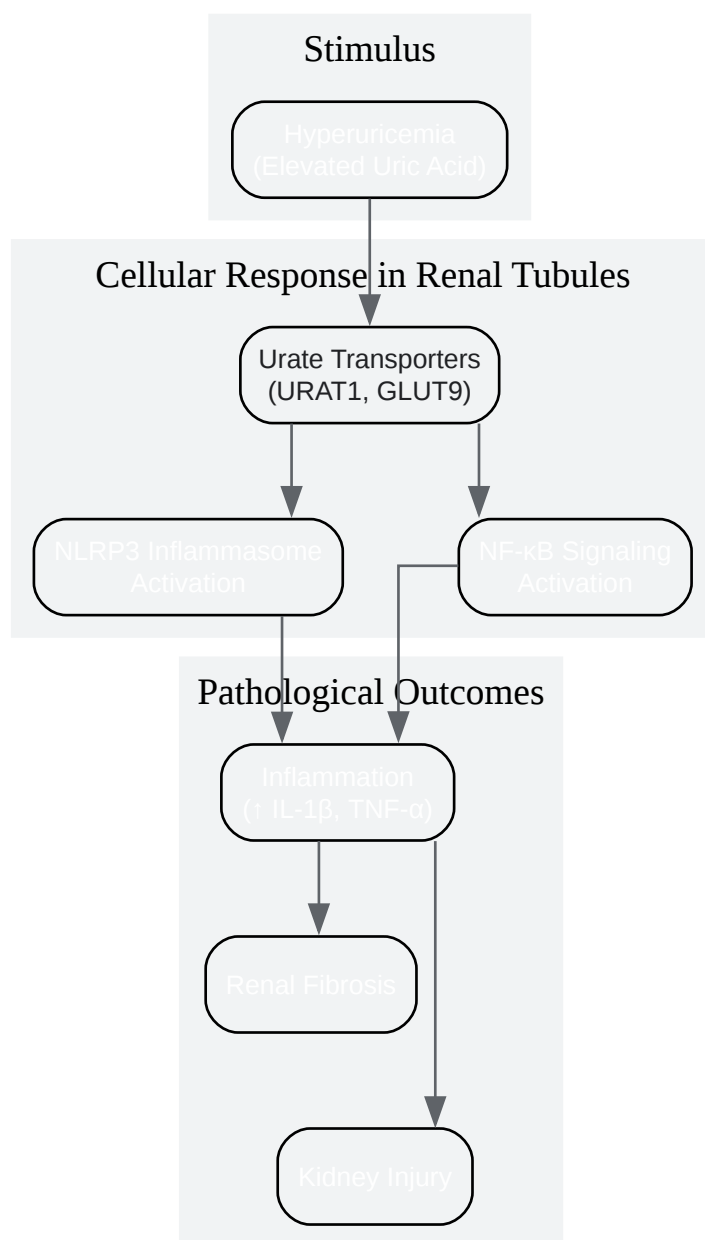 Stimulus
Hyperuricemia
(Elevated Uric Acid)
Cellular Response in Renal Tubules
Urate Transporters
(URAT1, GLUT9)
NLRP3 Inflammasome
Activation
NF-κB Signaling
Activation
Pathological Outcomes
Inflammation
(↑ IL-1β, TNF-α)
Renal Fibrosis
Kidney Injury